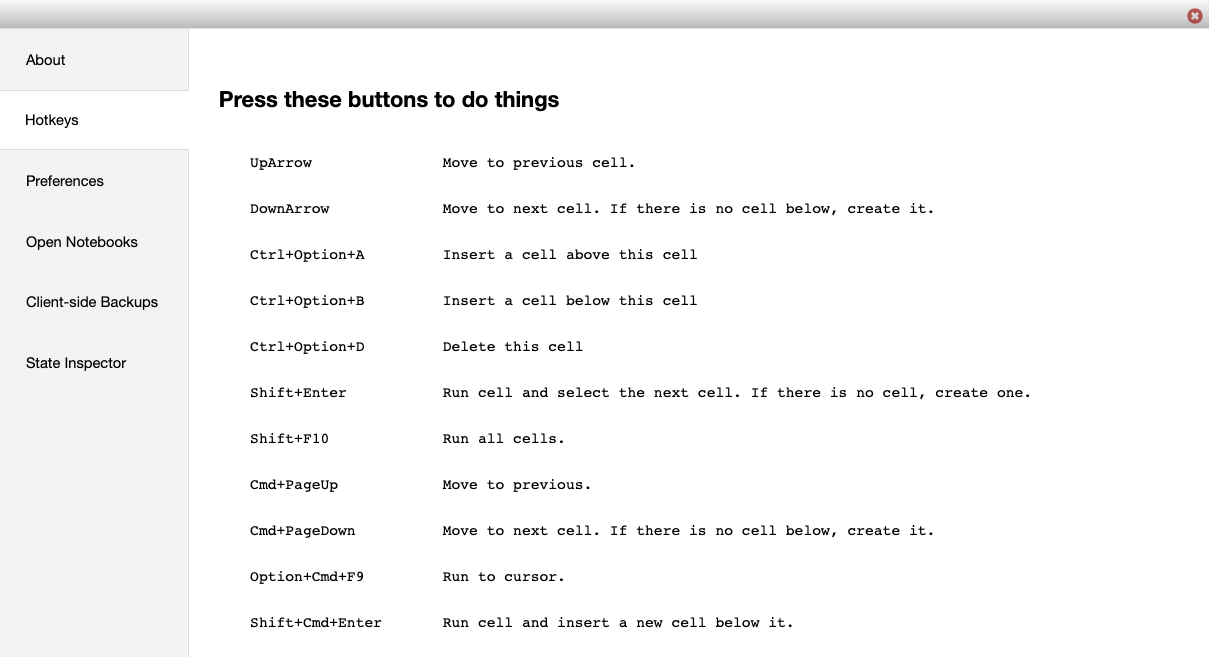 About
Hotkeys
Preferences
Open Notebooks
Client-side Backups
State Inspector
Press these buttons to do things
UpArrow Move to previous cell.
DownArrow Move to next cell. If there is no cell below, create it.
Ctrl+Option+A Insert a cell above this cell
Ctrl+Option+B Insert a cell below this cell
Ctrl+Option+D Delete this cell
Shift+Enter Run cell and select the next cell. If there is no cell, create one.
Shift+F10 Run all cells.
Cmd+PageUp Move to previous.
Cmd+PageDown Move to next cell. If there is no cell below, create it.
Option+Cmd+F9 Run to cursor.
Shift+Cmd+Enter Run cell and insert a new cell below it.